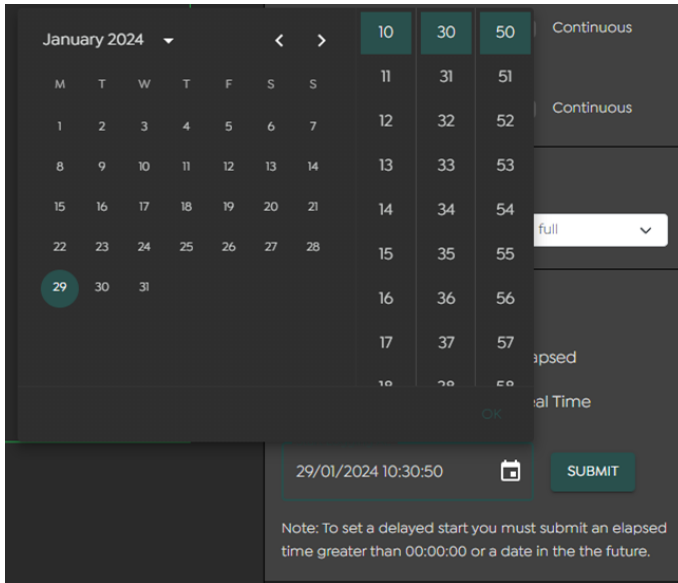 January 2024
M T W T F S S
1 2 3 4 5 6 7
8 9 10 11 12 13 14
15 16 17 18 19 20 21
22 23 24 25 26 27 28
29 30 31
10 30 50
11 31 51
12 32 52
13 33 53
14 34 54
15 35 55
16 36 56
17 37 57
18 38 58
OK
Continuous
Continuous
full
apsed
eal Time
29/01/2024 10:30:50
SUBMIT
Note: To set a delayed start you must submit an elapsed
time greater than 00:00:00 or a date in the the future.